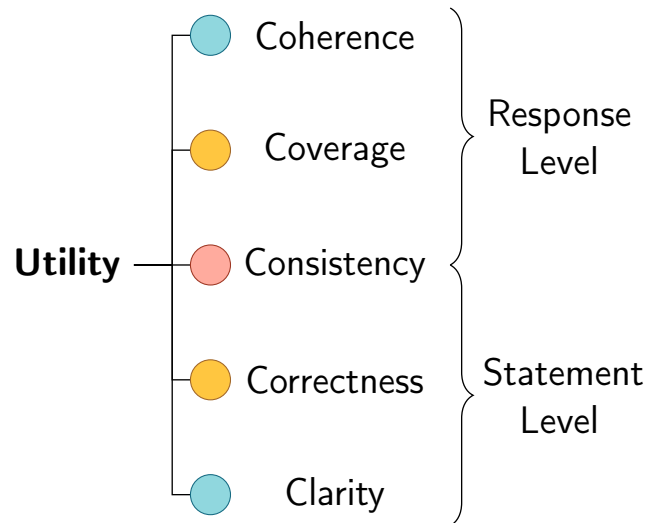 Utility
Coherence
Coverage
Consistency
Correctness
Clarity
Response
Level
Statement
Level